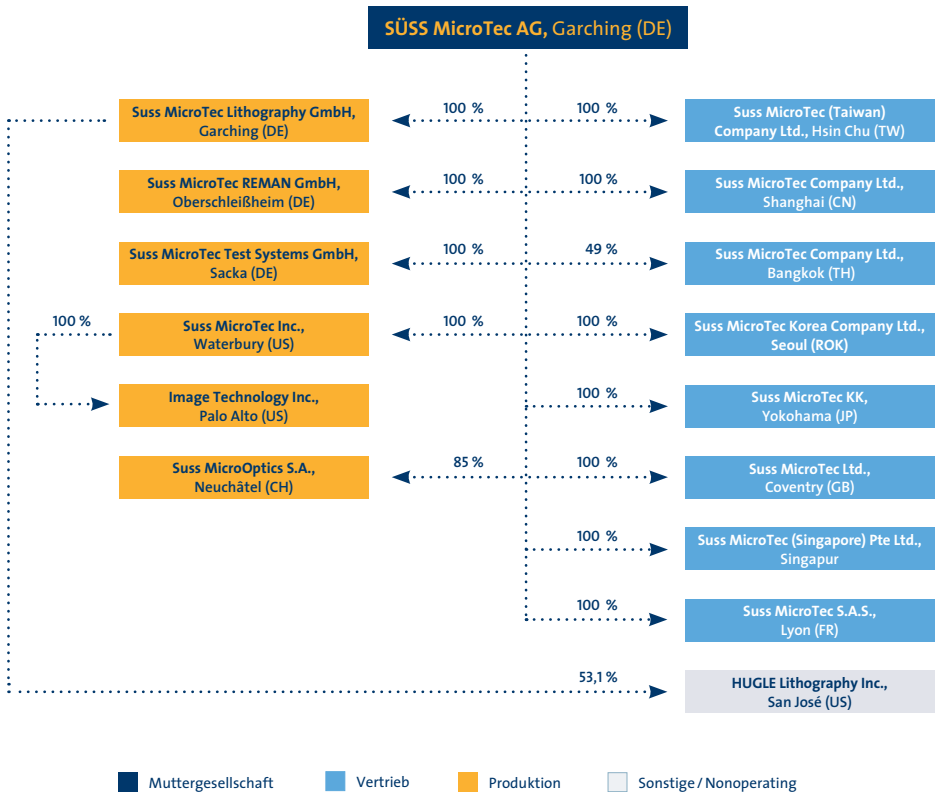 SÜSS MicroTec AG, Garching (DE)
100 %
100 %
Suss MicroTec Lithography GmbH,
Garching (DE)
Suss MicroTec (Taiwan)
Company Ltd., Hsin Chu (TW)
100 %
100 %
Suss MicroTec REMAN GmbH,
Oberschleißheim (DE)
Suss MicroTec Company Ltd.,
Shanghai (CN)
100 %
49 %
Suss MicroTec Test Systems GmbH,
Sacka (DE)
Suss MicroTec Company Ltd.,
Bangkok (TH)
100 %
100 %
100 %
Suss MicroTec Inc.,
Waterbury (US)
Suss MicroTec Korea Company Ltd.,
Seoul (ROK)
100 %
Image Technology Inc.,
Palo Alto (US)
Suss MicroTec KK,
Yokohama (JP)
85 %
100 %
Suss MicroOptics S.A.,
Neuchâtel (CH)
Suss MicroTec Ltd.,
Coventry (GB)
100 %
Suss MicroTec (Singapore) Pte Ltd.,
Singapur
100 %
Suss MicroTec S.A.S.,
Lyon (FR)
53,1 %
HUGLE Lithography Inc.,
San José (US)
Muttergesellschaft
Vertrieb
Produktion
Sonstige / Nonoperating